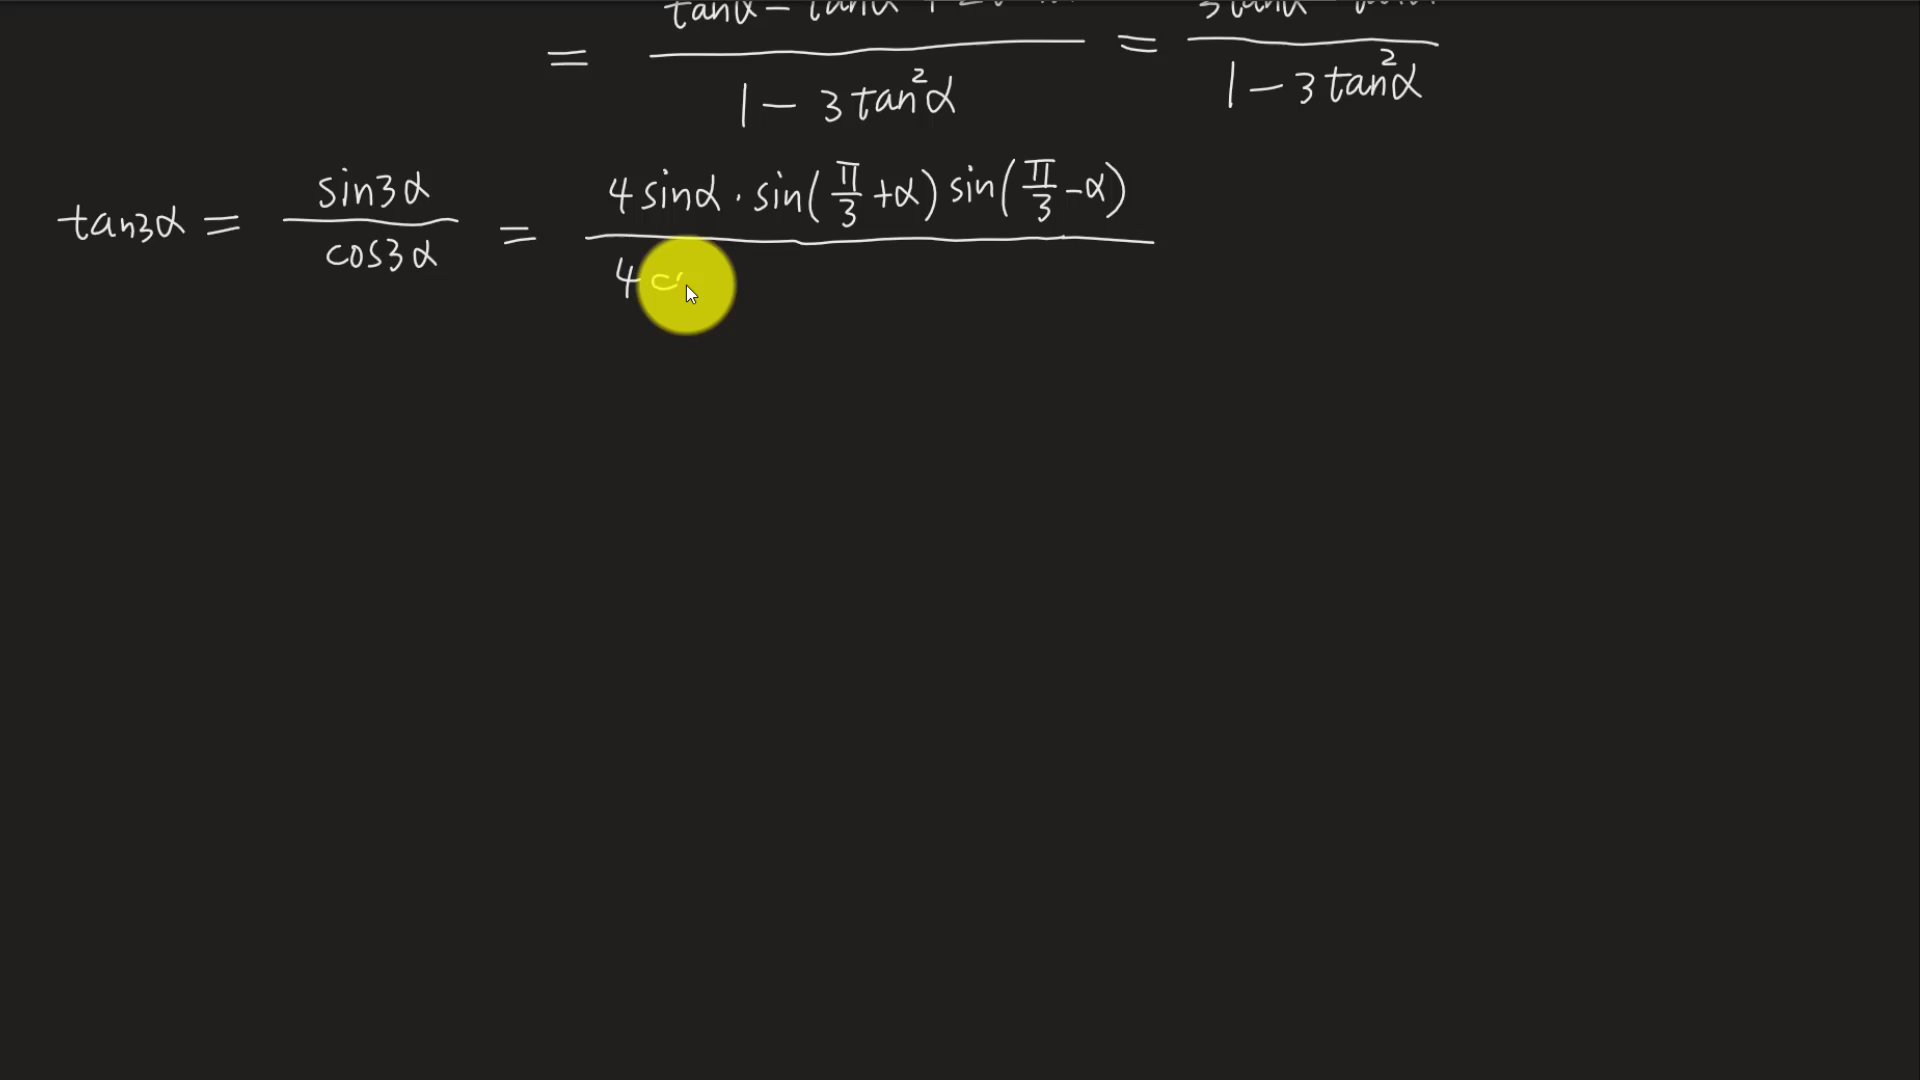 =  = 
1 - 3tan²α  1 - 3tan²α
tan3α = sin3α / cos3α = 4sinα · sin(π/3 + α) sin(π/3 - α) / 4